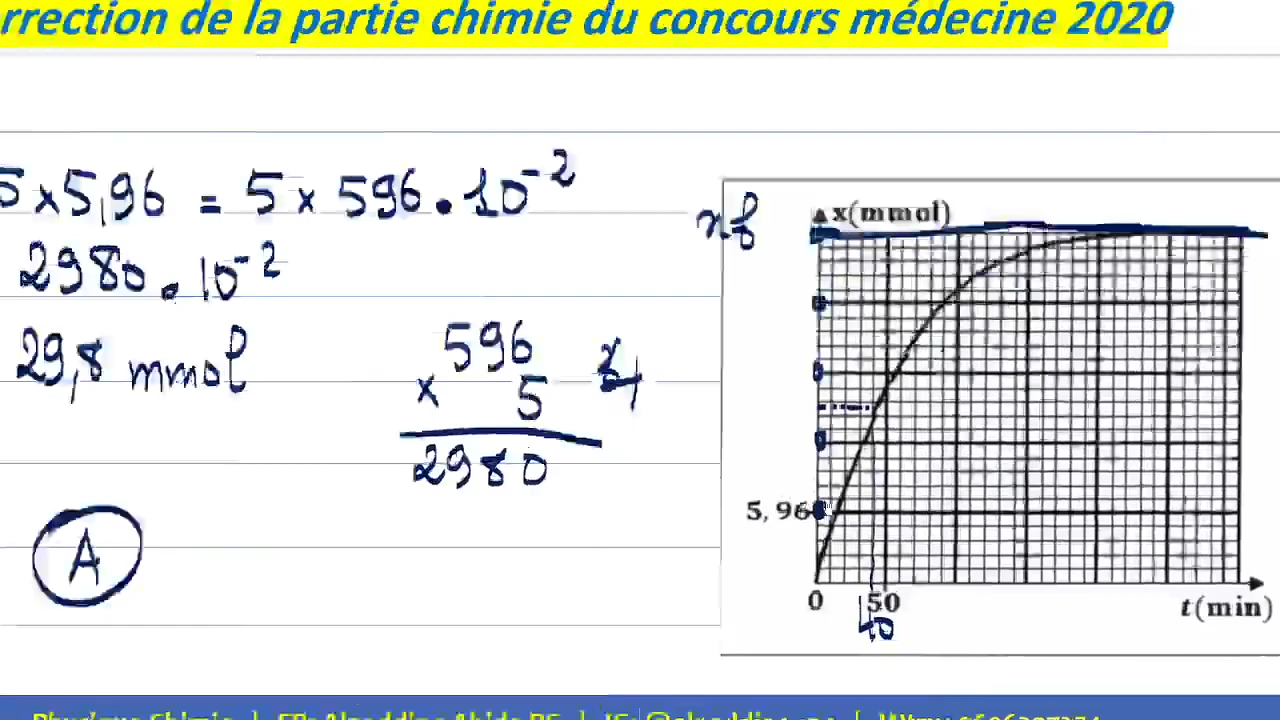 rrection de la partie chimie du concours médecine 2020
5 x 5,96 = 5 x 596 . 10⁻²
2980 . 10⁻²
29,8 mmol
596
x 5
2980
A
xf
x(mmol)
5,96
0
50
40
t(min)